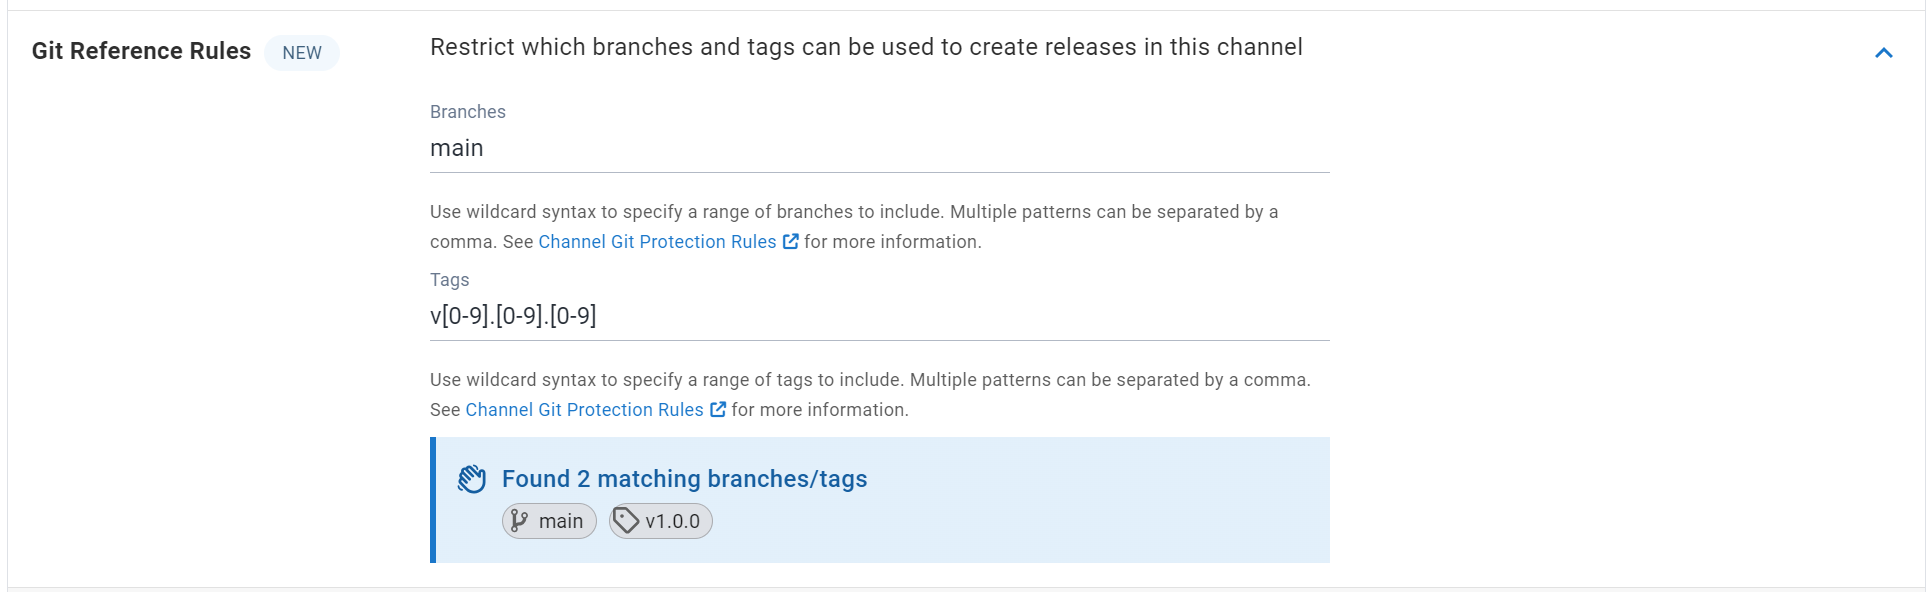 Git Reference Rules NEW
Restrict which branches and tags can be used to create releases in this channel
Branches
main
Use wildcard syntax to specify a range of branches to include. Multiple patterns can be separated by a
comma. See Channel Git Protection Rules for more information.
Tags
v[0-9].[0-9].[0-9]
Use wildcard syntax to specify a range of tags to include. Multiple patterns can be separated by a comma.
See Channel Git Protection Rules for more information.
Found 2 matching branches/tags
main v1.0.0